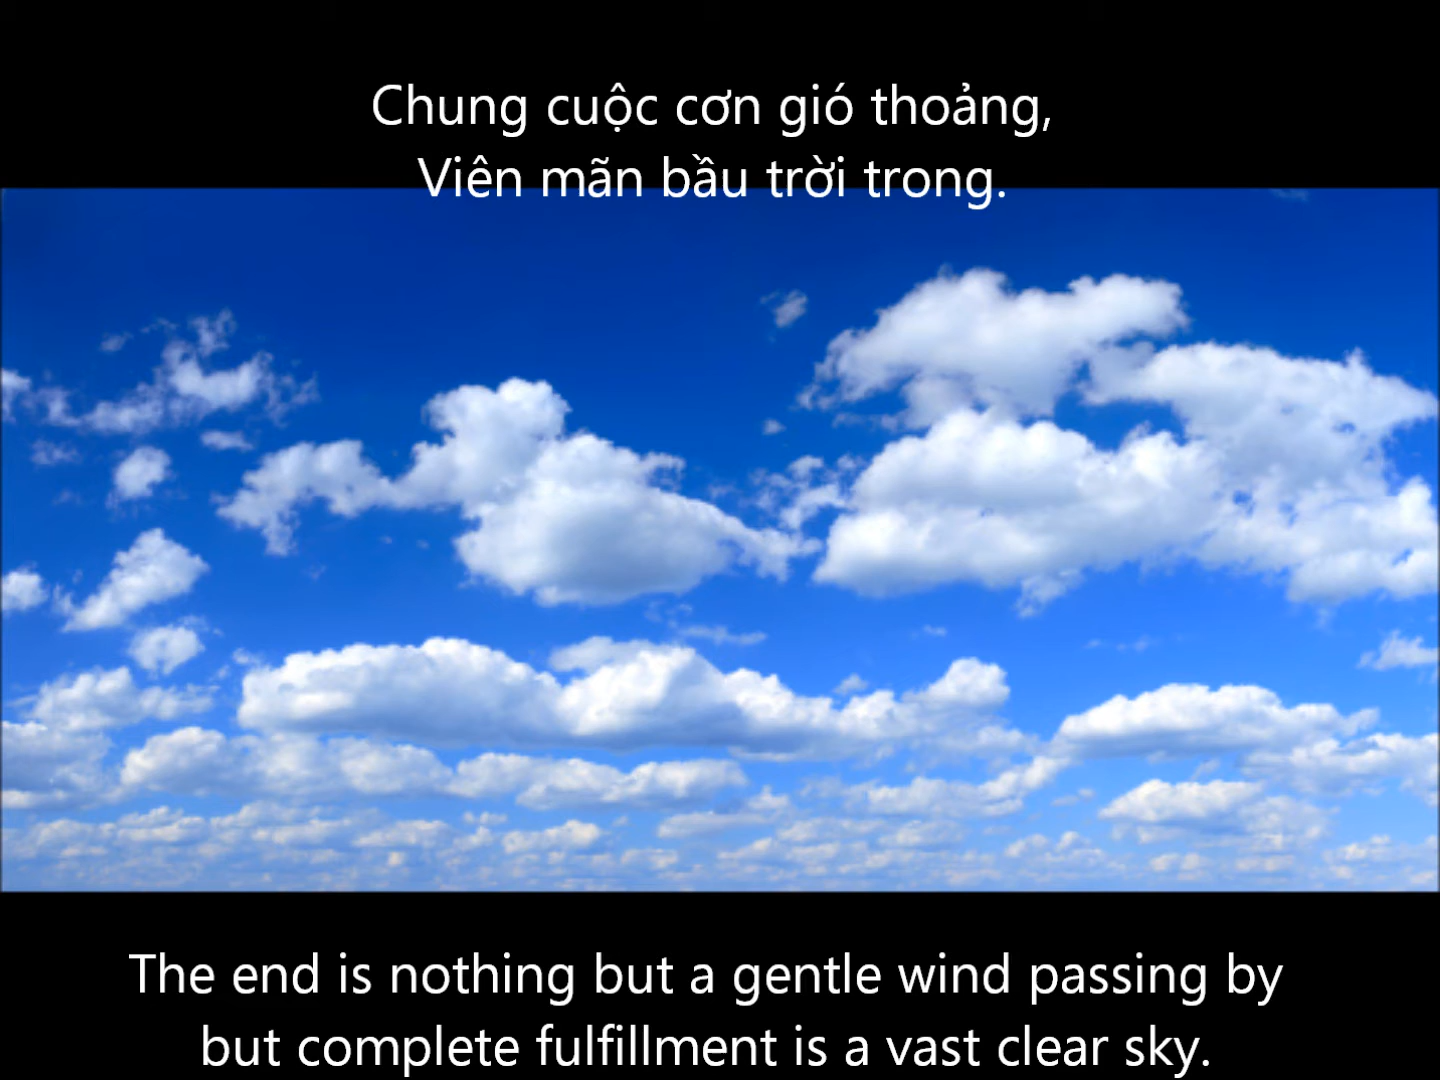 Chung cuộc cơn gió thoảng,
Viên mãn bầu trời trong.
The end is nothing but a gentle wind passing by
but complete fulfillment is a vast clear sky.